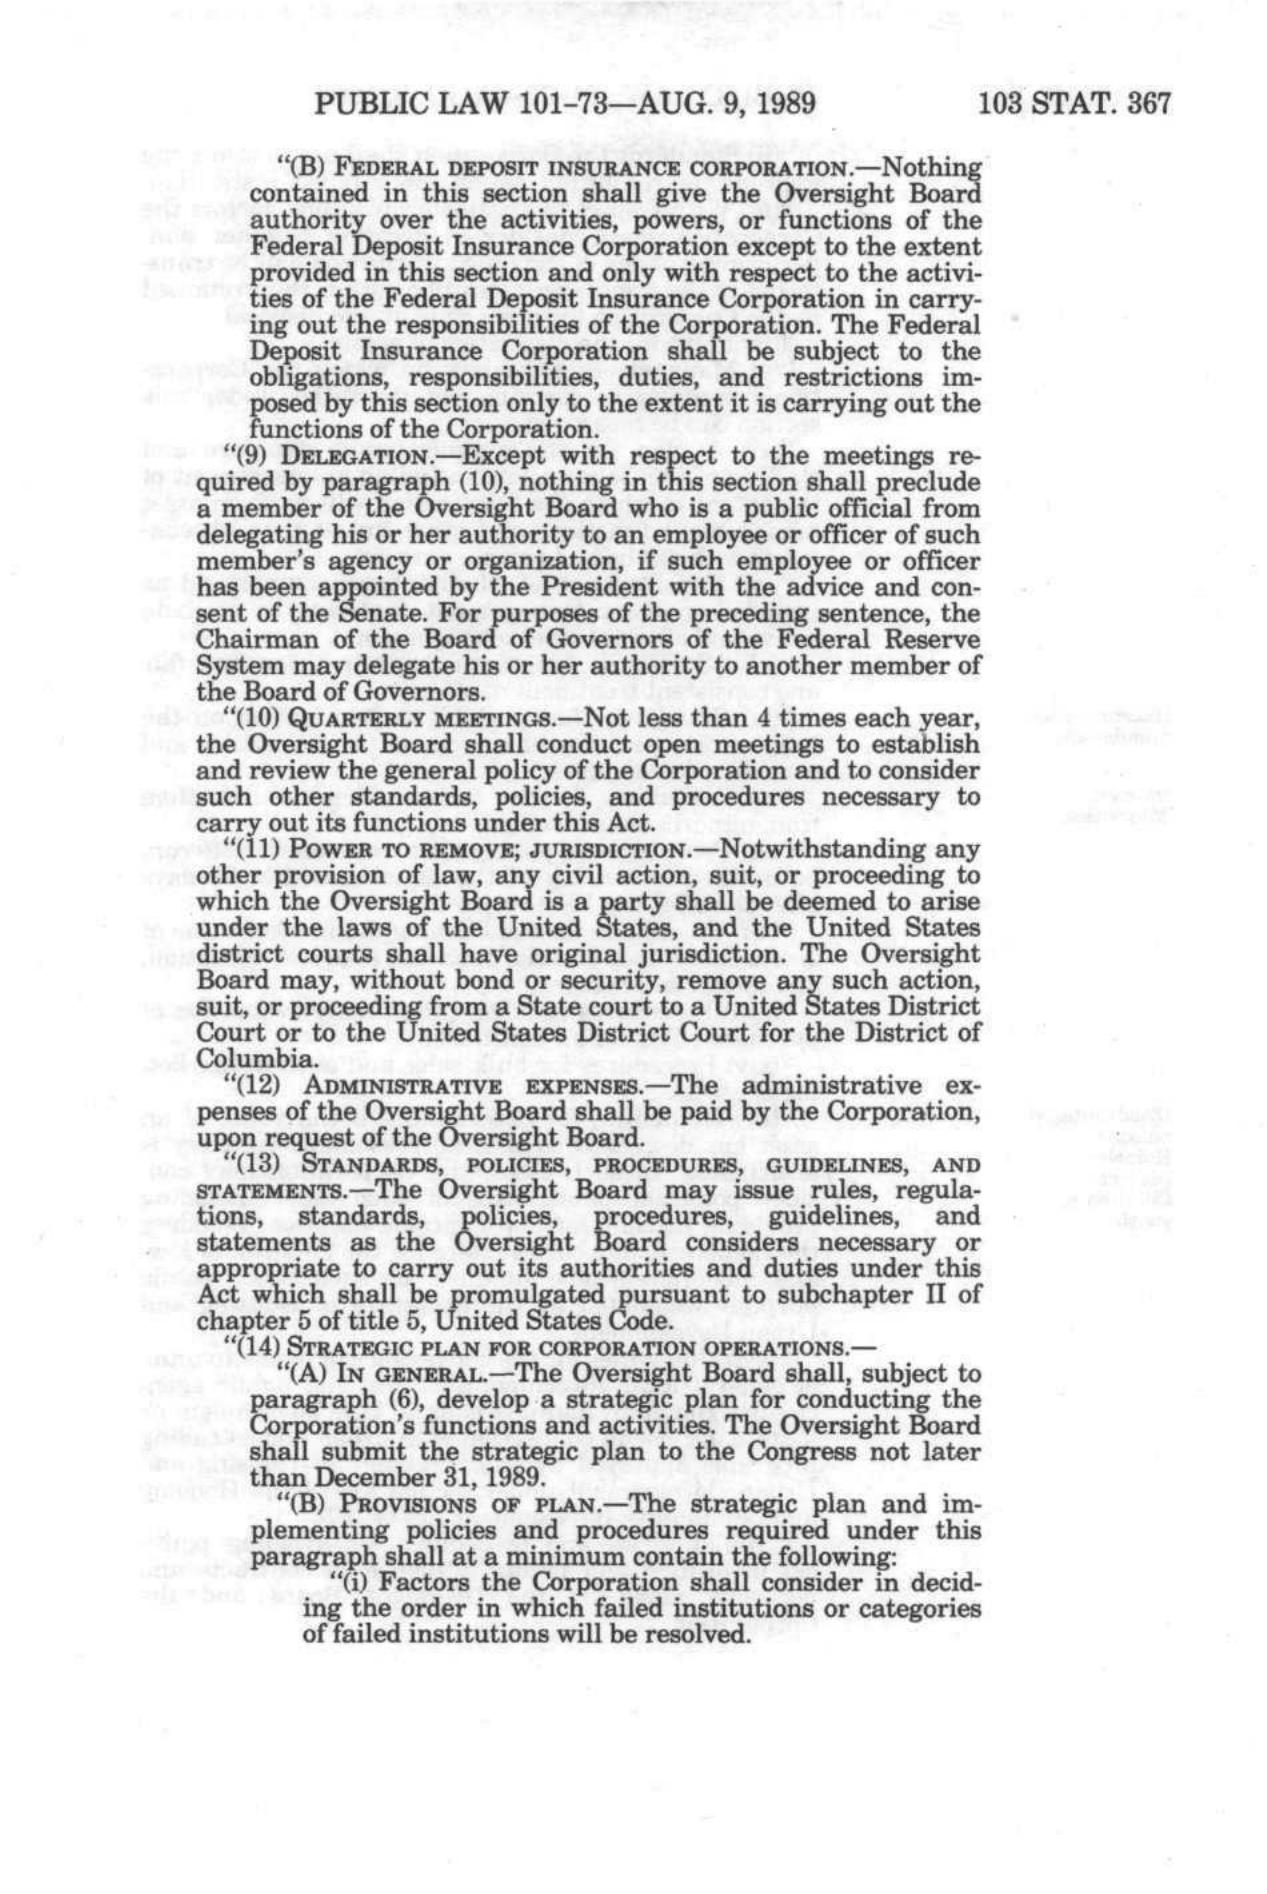 PUBLIC LAW 101-73—AUG. 9, 1989 103 STAT. 367
"(B) FEDERAL DEPOSIT INSURANCE CORPORATION.—Nothing
contained in this section shall give the Oversight Board
authority over the activities, powers, or functions of the
Federal Deposit Insurance Corporation except to the extent
provided in this section and only with respect to the activi-
ties of the Federal Deposit Insurance Corporation in carry-
ing out the responsibilities of the Corporation. The Federal
Deposit Insurance Corporation shall be subject to the
obligations, responsibilities, duties, and restrictions im-
posed by this section only to the extent it is carrying out the
functions of the Corporation.
"(9) DELEGATION.—Except with respect to the meetings re-
quired by paragraph (10), nothing in this section shall preclude
a member of the Oversight Board who is a public official from
delegating his or her authority to an employee or officer of such
member's agency or organization, if such employee or officer
has been appointed by the President with the advice and con-
sent of the Senate. For purposes of the preceding sentence, the
Chairman of the Board of Governors of the Federal Reserve
System may delegate his or her authority to another member of
the Board of Governors.
"(10) QUARTERLY MEETINGS.—Not less than 4 times each year,
the Oversight Board shall conduct open meetings to establish
and review the general policy of the Corporation and to consider
such other standards, policies, and procedures necessary to
carry out its functions under this Act.
"(11) POWER TO REMOVE; JURISDICTION.—Notwithstanding any
other provision of law, any civil action, suit, or proceeding to
which the Oversight Board is a party shall be deemed to arise
under the laws of the United States, and the United States
district courts shall have original jurisdiction. The Oversight
Board may, without bond or security, remove any such action,
suit, or proceeding from a State court to a United States District
Court or to the United States District Court for the District of
Columbia.
"(12) ADMINISTRATIVE EXPENSES.—The administrative ex-
penses of the Oversight Board shall be paid by the Corporation,
upon request of the Oversight Board.
"(13) STANDARDS, POLICIES, PROCEDURES, GUIDELINES, AND
STATEMENTS.—The Oversight Board may issue rules, regula-
tions, standards, policies, procedures, guidelines, and
statements as the Oversight Board considers necessary or
appropriate to carry out its authorities and duties under this
Act which shall be promulgated pursuant to subchapter II of
chapter 5 of title 5, United States Code.
"(14) STRATEGIC PLAN FOR CORPORATION OPERATIONS.—
"(A) IN GENERAL.—The Oversight Board shall, subject to
paragraph (6), develop a strategic plan for conducting the
Corporation's functions and activities. The Oversight Board
shall submit the strategic plan to the Congress not later
than December 31, 1989.
"(B) PROVISIONS OF PLAN.—The strategic plan and im-
plementing policies and procedures required under this
paragraph shall at a minimum contain the following:
"(i) Factors the Corporation shall consider in decid-
ing the order in which failed institutions or categories
of failed institutions will be resolved.